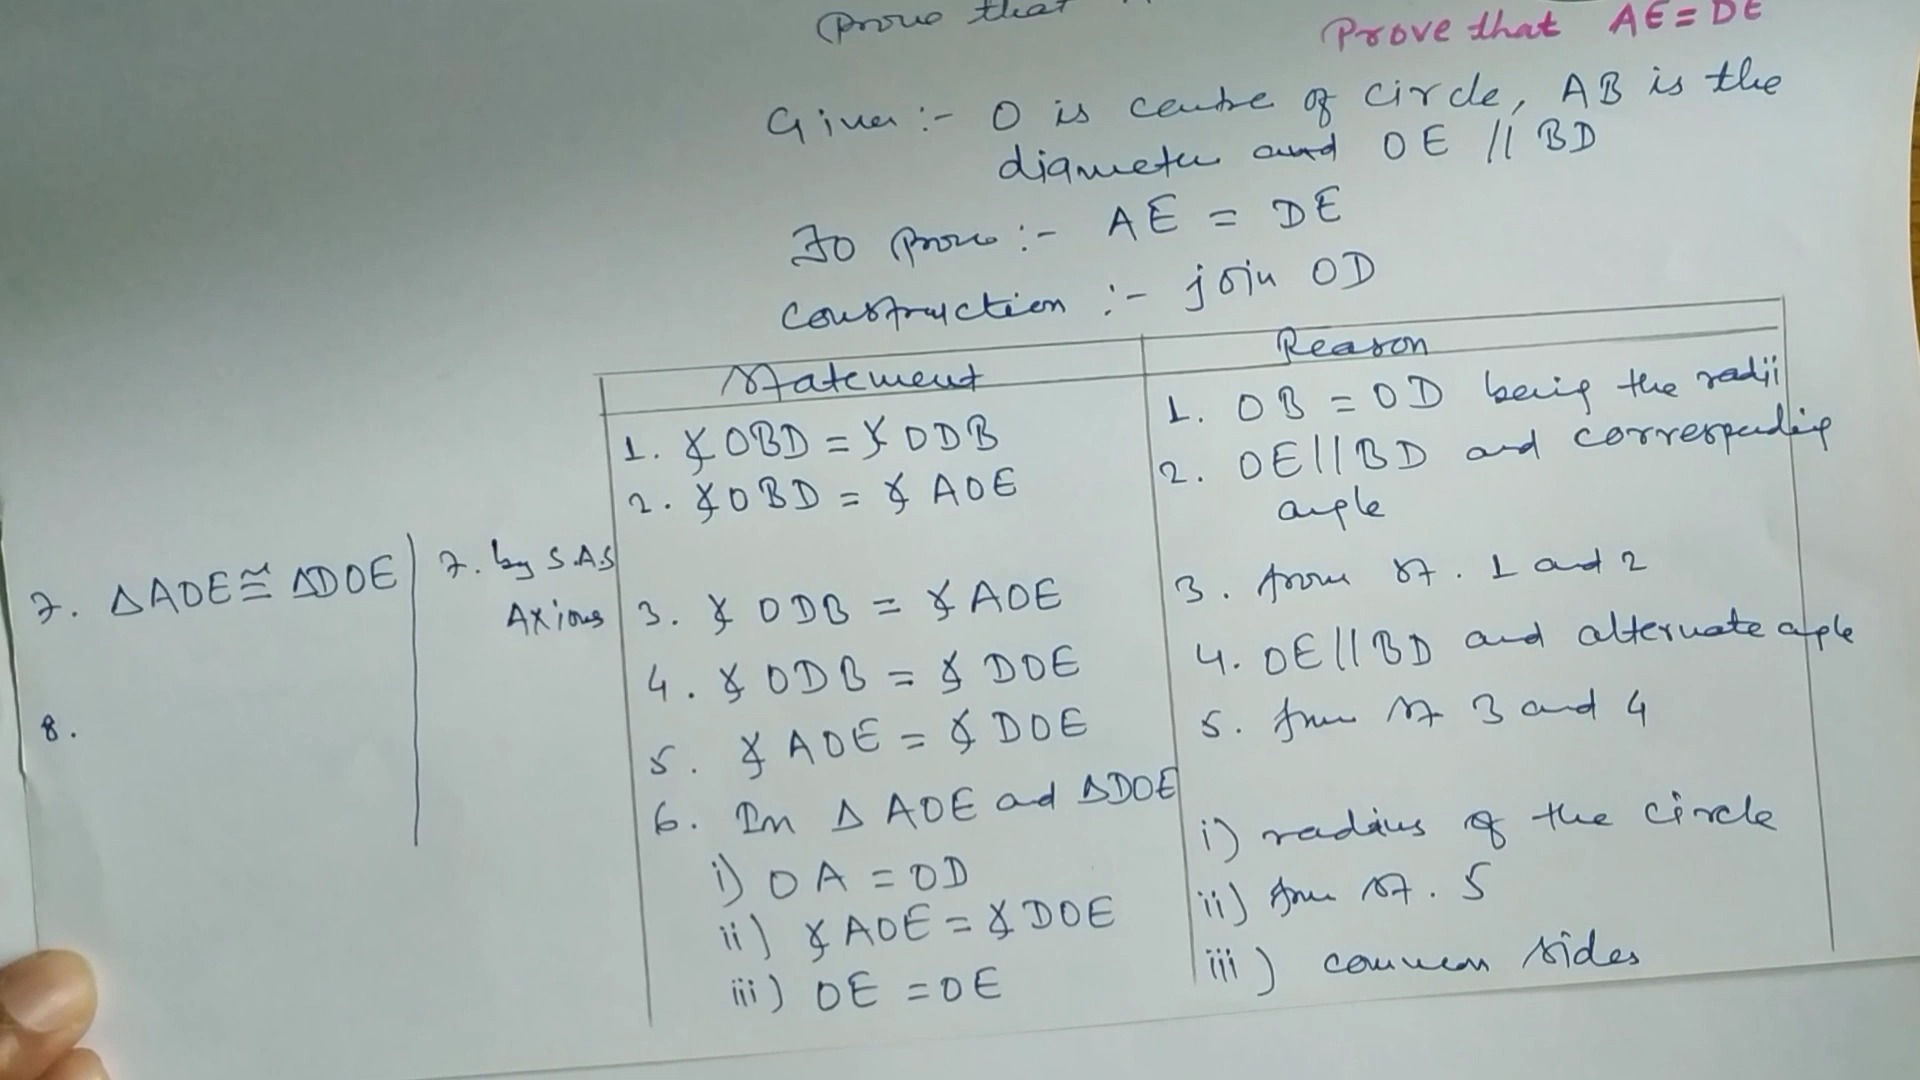 Prove that
Prove that AE = DE
Given :- O is centre of circle, AB is the
diameter and OE // BD
To prove :- AE = DE
Construction :- join OD
Statement
Reason
1. ∡ OBD = ∡ ODB
1. OB = OD being the radii
2. ∡ OBD = ∡ AOE
2. OE // BD and corresponding
angle
3. ∡ ODB = ∡ AOE
3. from st. 1 and 2
4. ∡ ODB = ∡ DOE
4. OE // BD and alternate angle
5. ∡ AOE = ∡ DOE
5. from st 3 and 4
6. In △ AOE and △DOE
i) OA = OD
i) radius of the circle
ii) ∡ AOE = ∡ DOE
ii) from st. 5
iii) OE = OE
iii) common sides
7. △AOE ≅ △DOE
7. by S.A.S
Axioms
8.